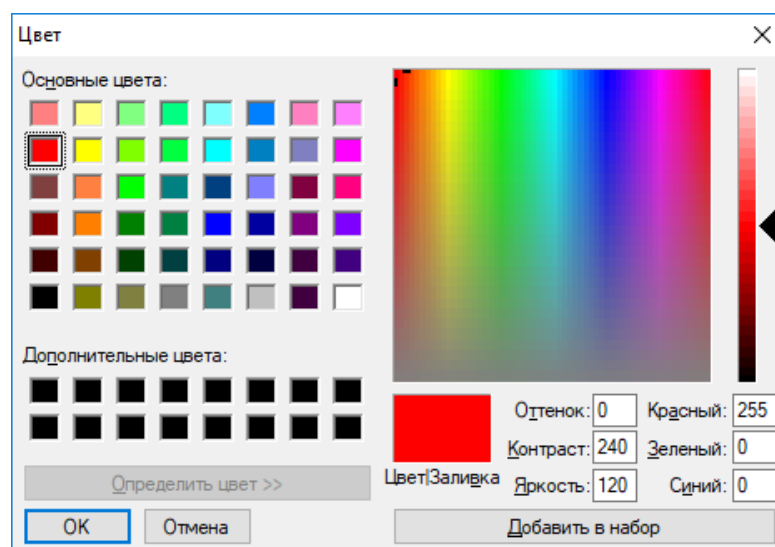 Цвет
Основные цвета:
Дополнительные цвета:
Определить цвет >>
OK
Отмена
Цвет|Заливка
Оттенок: 0
Контраст: 240
Яркость: 120
Красный: 255
Зеленый: 0
Синий: 0
Добавить в набор